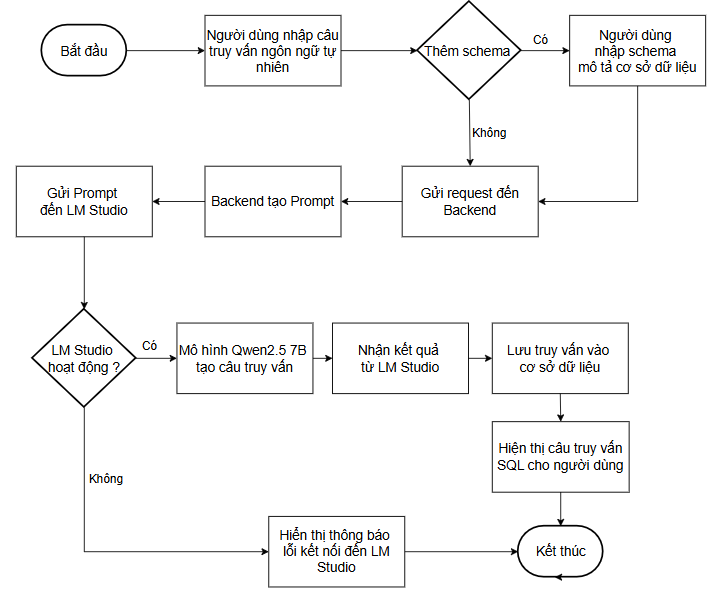 Bắt đầu
Người dùng nhập câu
truy vấn ngôn ngữ tự
nhiên
Thêm schema
Có
Người dùng
nhập schema
mô tả cơ sở dữ liệu
Không
Gửi request đến
Backend
Backend tạo Prompt
Gửi Prompt
đến LM Studio
LM Studio
hoạt động ?
Có
Mô hình Qwen2.5 7B
tạo câu truy vấn
Nhận kết quả
từ LM Studio
Lưu truy vấn vào
cơ sở dữ liệu
Hiện thị câu truy vấn
SQL cho người dùng
Không
Hiển thị thông báo
lỗi kết nối đến LM
Studio
Kết thúc